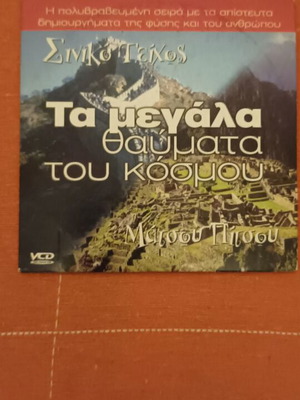 Η πολυβραβευμένη σειρά με τα απίστευτα
δημιουργήματα της φύσης και του ανθρώπου
Σινικό Τείχος
Τα μεγάλα
θαύματα
του κόσμου
Μάτσου Πίτσου
VCD